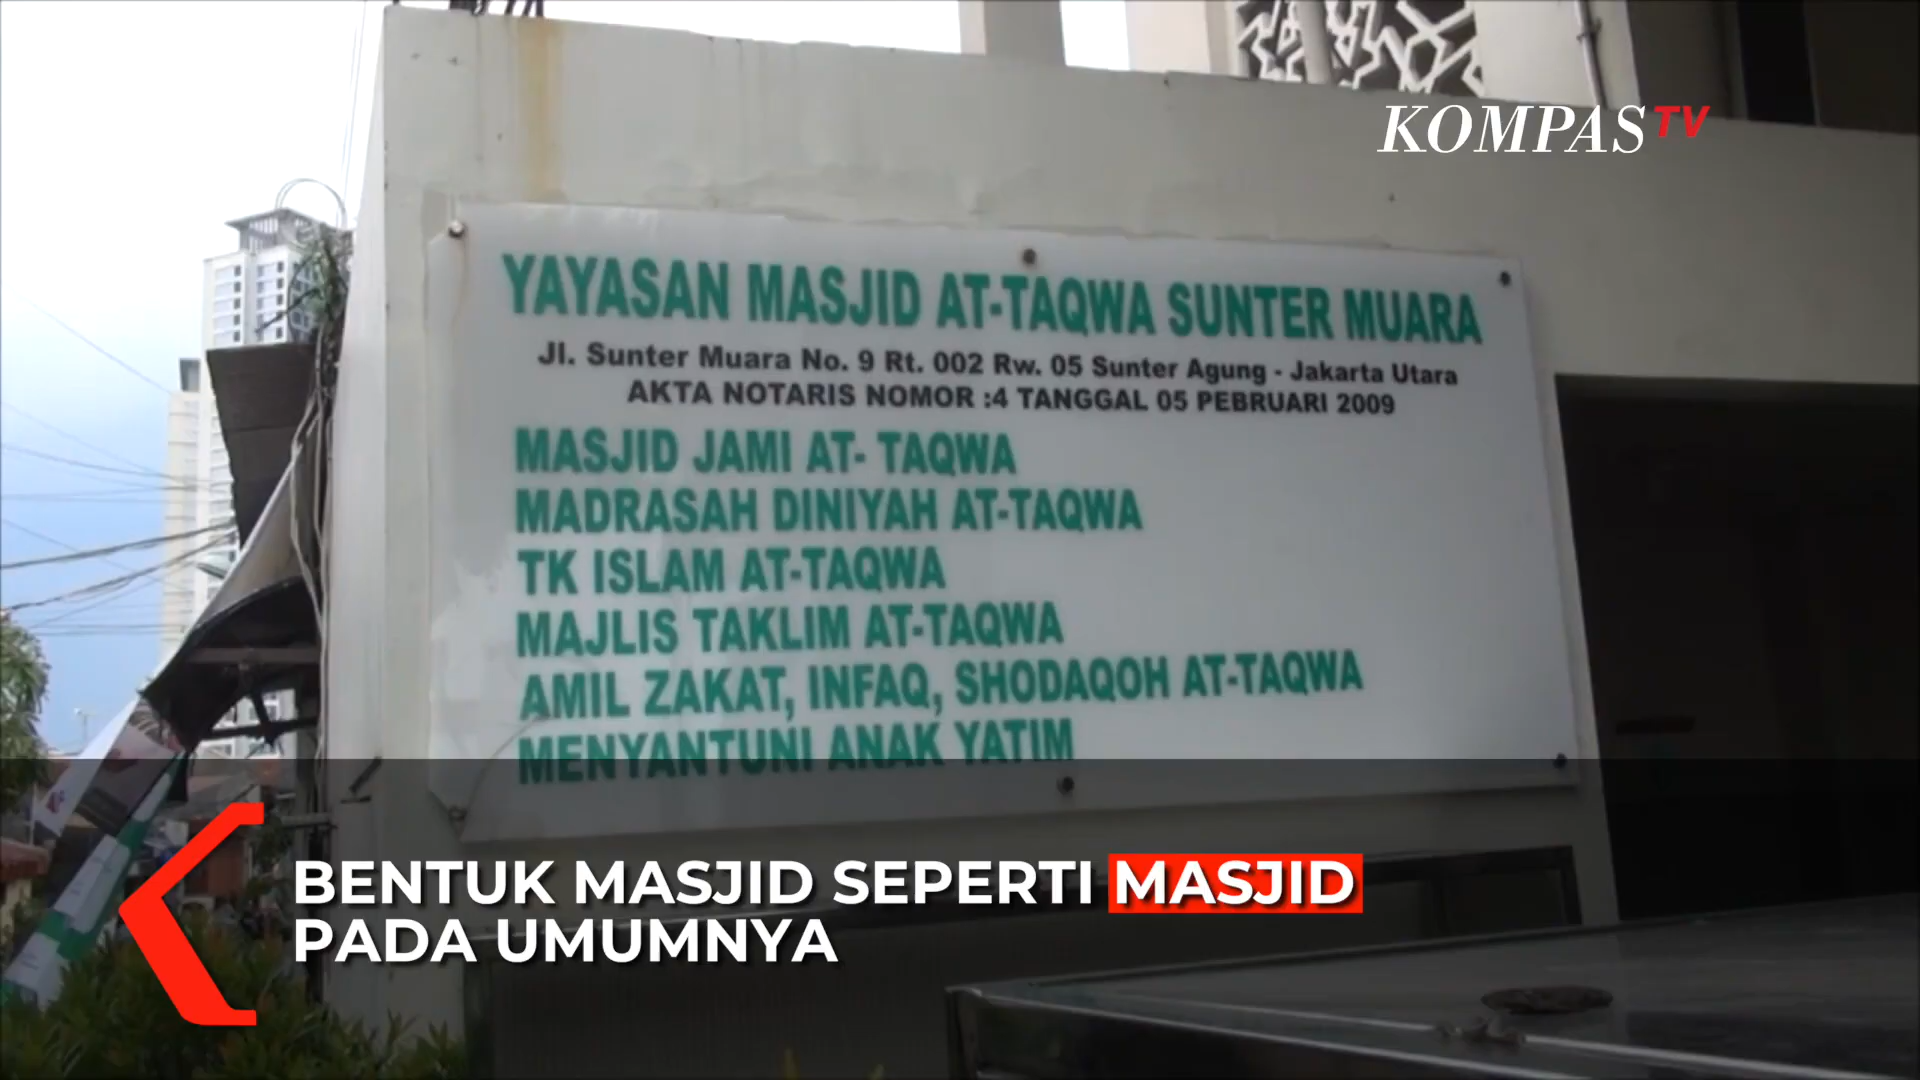 KOMPAS TV
YAYASAN MASJID AT-TAQWA SUNTER MUARA
Jl. Sunter Muara No. 9 Rt. 002 Rw. 05 Sunter Agung - Jakarta Utara
AKTA NOTARIS NOMOR :4 TANGGAL 05 PEBRUARI 2009
MASJID JAMI AT- TAQWA
MADRASAH DINIYAH AT-TAQWA
TK ISLAM AT-TAQWA
MAJLIS TAKLIM AT-TAQWA
AMIL ZAKAT, INFAQ, SHODAQOH AT-TAQWA
MENYANTUNI ANAK YATIM
BENTUK MASJID SEPERTI MASJID
PADA UMUMNYA